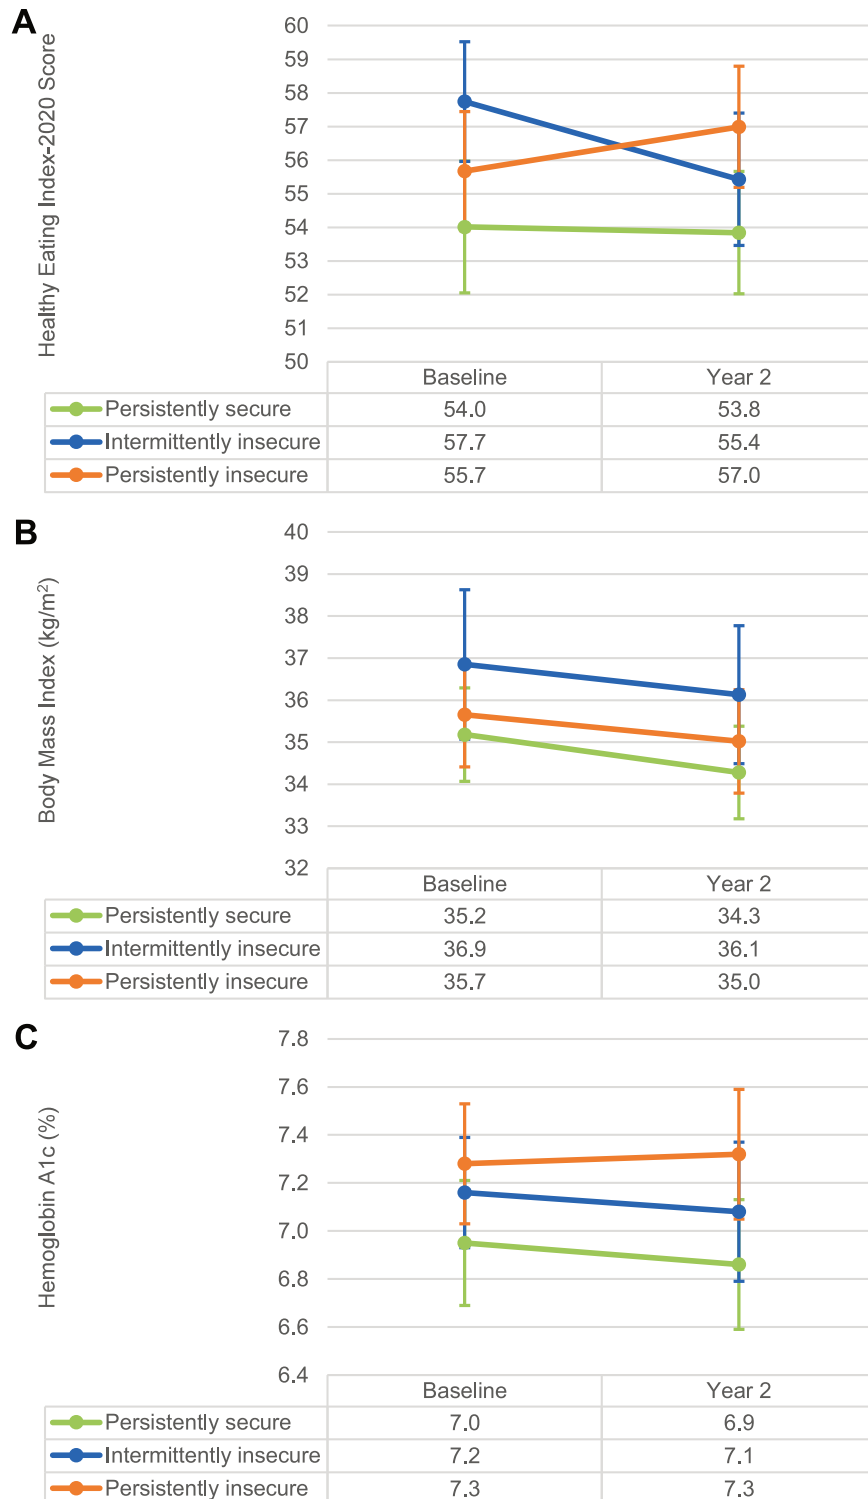 A
Healthy Eating Index-2020 Score
60
59
58
57
56
55
54
53
52
51
50
Baseline Year 2
Persistently secure 54.0 53.8
Intermittently insecure 57.7 55.4
Persistently insecure 55.7 57.0
B
Body Mass Index (kg/m²)
40
39
38
37
36
35
34
33
32
Baseline Year 2
Persistently secure 35.2 34.3
Intermittently insecure 36.9 36.1
Persistently insecure 35.7 35.0
C
Hemoglobin A1c (%)
7.8
7.6
7.4
7.2
7.0
6.8
6.6
6.4
Baseline Year 2
Persistently secure 7.0 6.9
Intermittently insecure 7.2 7.1
Persistently insecure 7.3 7.3